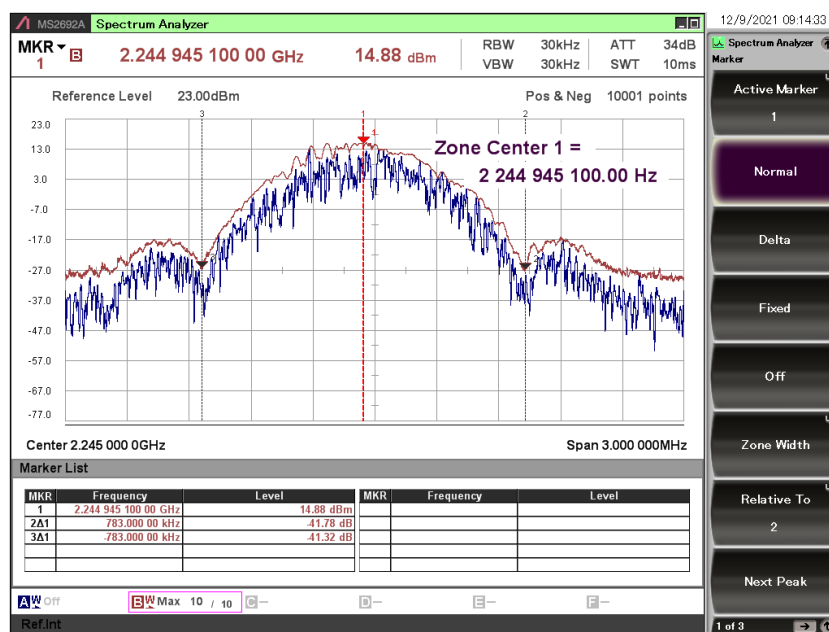 MS2692A Spectrum Analyzer
12/9/2021 09:14:33
MKR B 2.244 945 100 00 GHz 14.88 dBm
1
RBW 30kHz ATT 34dB
VBW 30kHz SWT 10ms
Reference Level 23.00dBm Pos & Neg 10001 points
3 1 2
23.0
13.0
3.0
-7.0
-17.0
-27.0
-37.0
-47.0
-57.0
-67.0
-77.0
1
2
Zone Center 1 =
2 244 945 100.00 Hz
Center 2.245 000 0GHz Span 3.000 000MHz
Marker List
MKR Frequency Level MKR Frequency Level
1 2.244 945 100 00 GHz 14.88 dBm
2Δ1 783.000 00 kHz -41.78 dB
3Δ1 -783.000 00 kHz -41.32 dB
A W Off B W Max 10 / 10 C - D - E - F -
Ref.Int
Spectrum Analyzer
Marker
Active Marker
1
Normal
Delta
Fixed
Off
Zone Width
Relative To
2
Next Peak
1 of 3